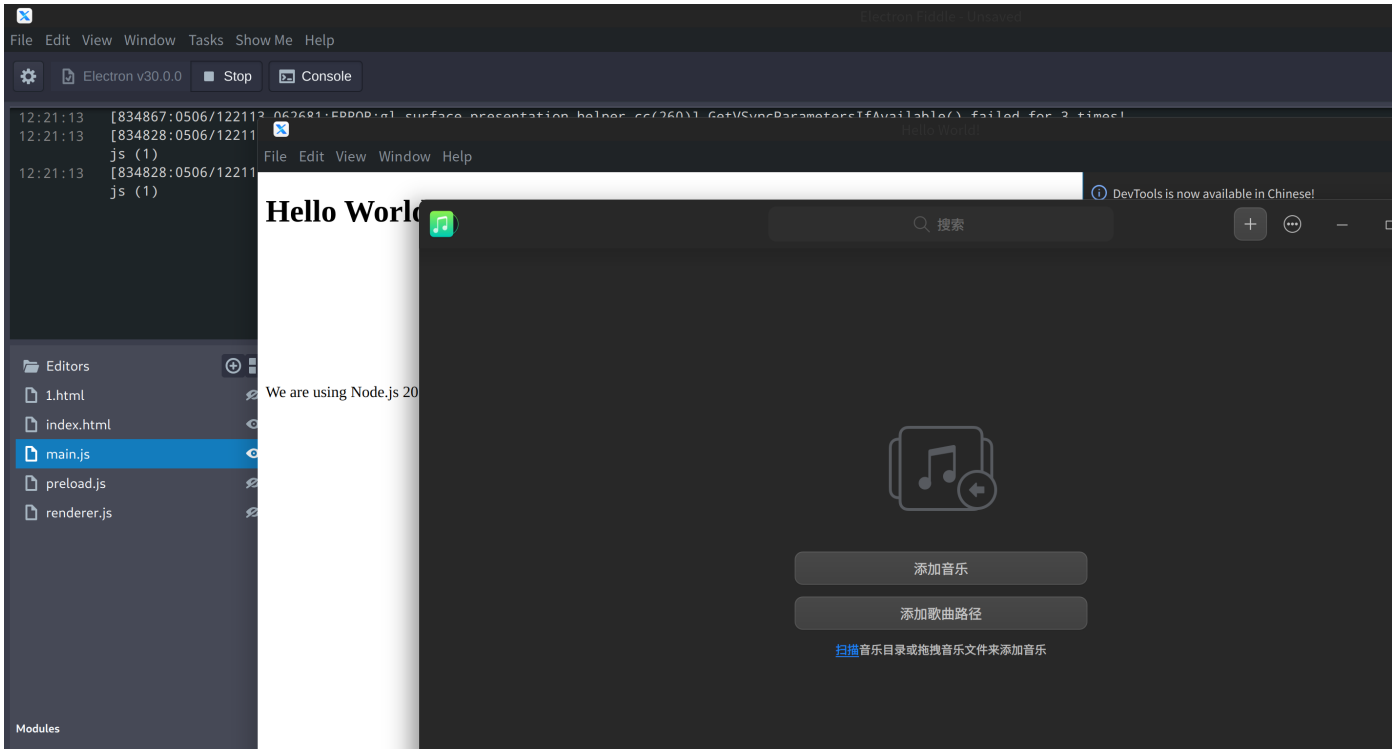 Electron Fiddle - Unsaved
File Edit View Window Tasks Show Me Help
Electron v30.0.0 Stop Console
12:21:13 [834867:0506/122113.062681:ERROR:gl_surface_presentation_helper.cc(260)] GetVSyncParametersIfAvailable() failed for 3 times!
12:21:13 [834828:0506/12211
js (1)
12:21:13 [834828:0506/12211
js (1)
Hello World!
File Edit View Window Help
DevTools is now available in Chinese!
Hello World
We are using Node.js 20
搜索
添加音乐
添加歌曲路径
扫描音乐目录或拖拽音乐文件来添加音乐
Editors
1.html
index.html
main.js
preload.js
renderer.js
Modules